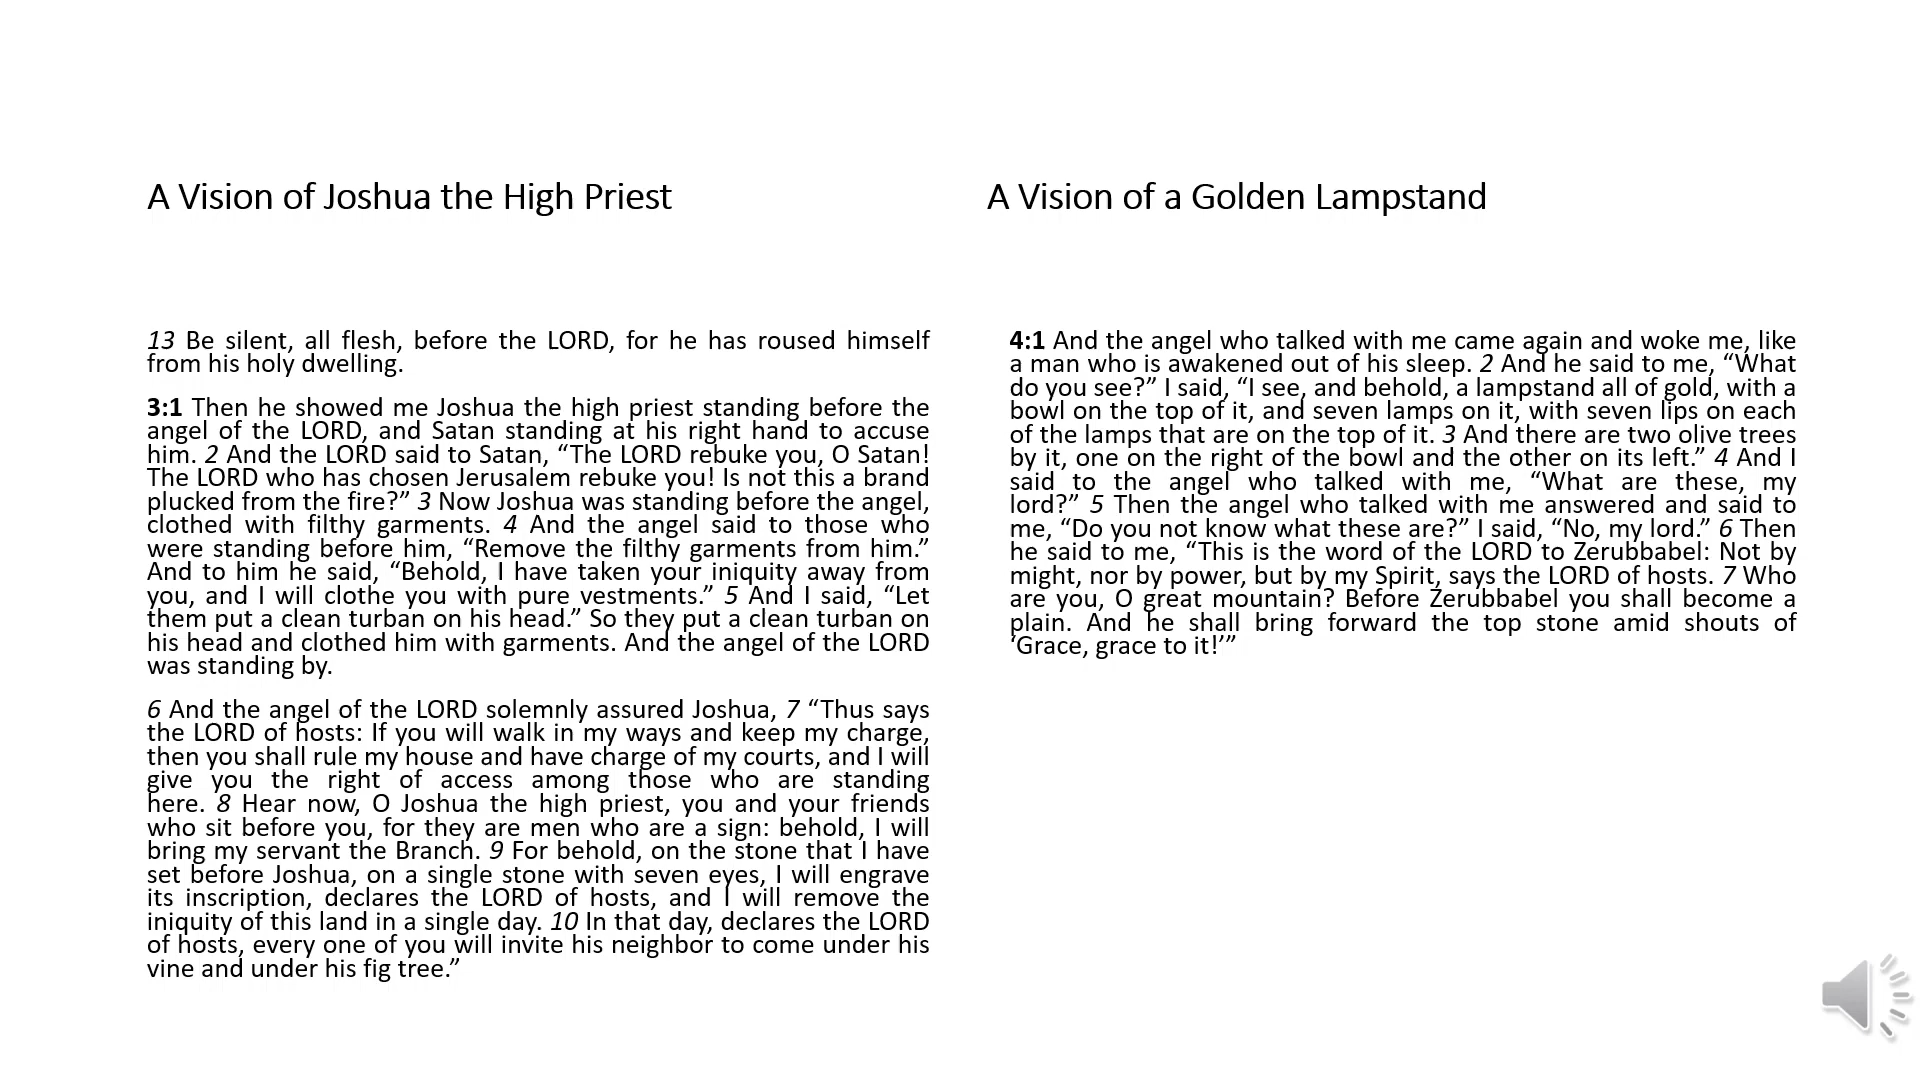 A Vision of Joshua the High Priest
13 Be silent, all flesh, before the LORD, for he has roused himself
from his holy dwelling.
3:1 Then he showed me Joshua the high priest standing before the
angel of the LORD, and Satan standing at his right hand to accuse
him. 2 And the LORD said to Satan, “The LORD rebuke you, O Satan!
The LORD who has chosen Jerusalem rebuke you! Is not this a brand
plucked from the fire?” 3 Now Joshua was standing before the angel,
clothed with filthy garments. 4 And the angel said to those who
were standing before him, “Remove the filthy garments from him.”
And to him he said, “Behold, I have taken your iniquity away from
you, and I will clothe you with pure vestments.” 5 And I said, “Let
them put a clean turban on his head.” So they put a clean turban on
his head and clothed him with garments. And the angel of the LORD
was standing by.
6 And the angel of the LORD solemnly assured Joshua, 7 “Thus says
the LORD of hosts: If you will walk in my ways and keep my charge,
then you shall rule my house and have charge of my courts, and I will
give you the right of access among those who are standing
here. 8 Hear now, O Joshua the high priest, you and your friends
who sit before you, for they are men who are a sign: behold, I will
bring my servant the Branch. 9 For behold, on the stone that I have
set before Joshua, on a single stone with seven eyes, I will engrave
its inscription, declares the LORD of hosts, and I will remove the
iniquity of this land in a single day. 10 In that day, declares the LORD
of hosts, every one of you will invite his neighbor to come under his
vine and under his fig tree.”
A Vision of a Golden Lampstand
4:1 And the angel who talked with me came again and woke me, like
a man who is awakened out of his sleep. 2 And he said to me, “What
do you see?” I said, “I see, and behold, a lampstand all of gold, with a
bowl on the top of it, and seven lamps on it, with seven lips on each
of the lamps that are on the top of it. 3 And there are two olive trees
by it, one on the right of the bowl and the other on its left.” 4 And I
said to the angel who talked with me, “What are these, my
lord?” 5 Then the angel who talked with me answered and said to
me, “Do you not know what these are?” I said, “No, my lord.” 6 Then
he said to me, “This is the word of the LORD to Zerubbabel: Not by
might, nor by power, but by my Spirit, says the LORD of hosts. 7 Who
are you, O great mountain? Before Zerubbabel you shall become a
plain. And he shall bring forward the top stone amid shouts of
‘Grace, grace to it!’”